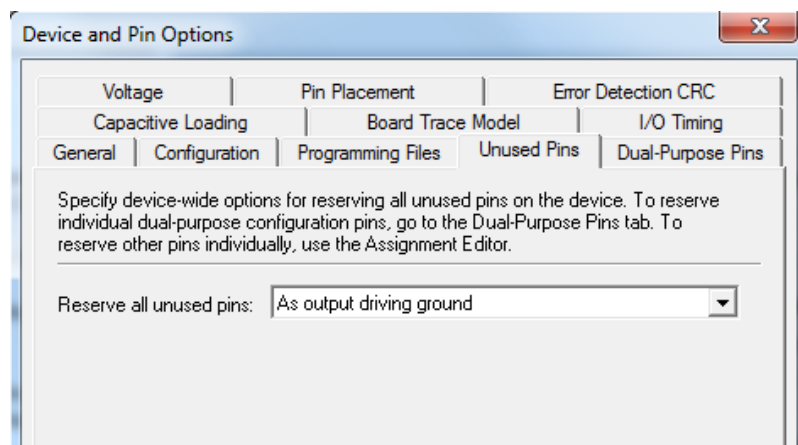 Device and Pin Options
Voltage
Pin Placement
Error Detection CRC
Capacitive Loading
Board Trace Model
I/O Timing
General
Configuration
Programming Files
Unused Pins
Dual-Purpose Pins
Specify device-wide options for reserving all unused pins on the device. To reserve
individual dual-purpose configuration pins, go to the Dual-Purpose Pins tab. To
reserve other pins individually, use the Assignment Editor.
Reserve all unused pins:
As output driving ground